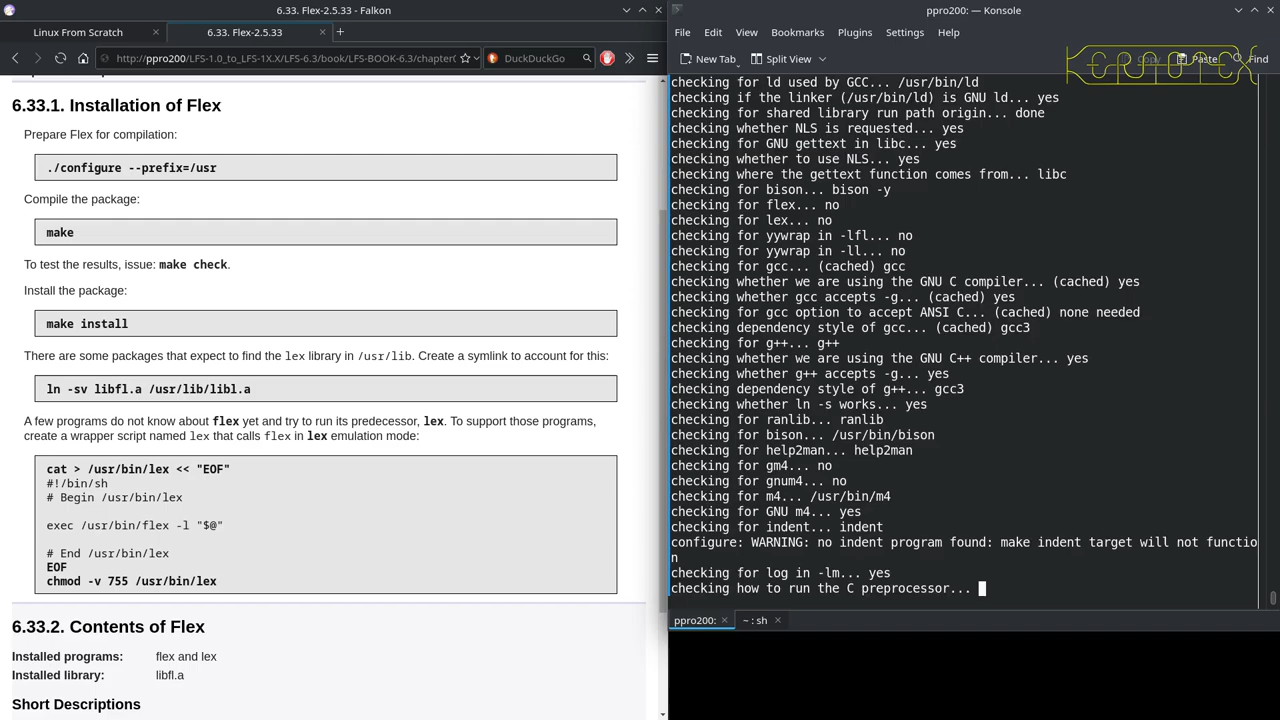 6.33. Flex-2.5.33 - Falkon
Linux From Scratch
6.33. Flex-2.5.33
http://ppro200/LFS-1.0_to_LFS-1X.X/LFS-6.3/book/LFS-BOOK-6.3/chapter(
DuckDuckGo
6.33.1. Installation of Flex
Prepare Flex for compilation:
./configure --prefix=/usr
Compile the package:
make
To test the results, issue: make check.
Install the package:
make install
There are some packages that expect to find the lex library in /usr/lib. Create a symlink to account for this:
ln -sv libfl.a /usr/lib/libl.a
A few programs do not know about flex yet and try to run its predecessor, lex. To support those programs,
create a wrapper script named lex that calls flex in lex emulation mode:
cat > /usr/bin/lex << "EOF"
#!/bin/sh
# Begin /usr/bin/lex
exec /usr/bin/flex -l "$@"
# End /usr/bin/lex
EOF
chmod -v 755 /usr/bin/lex
6.33.2. Contents of Flex
Installed programs: flex and lex
Installed library: libfl.a
Short Descriptions
ppro200: — Konsole
File Edit View Bookmarks Plugins Settings Help
New Tab Split View Copy Paste Find
checking for ld used by GCC... /usr/bin/ld
checking if the linker (/usr/bin/ld) is GNU ld... yes
checking for shared library run path origin... done
checking whether NLS is requested... yes
checking for GNU gettext in libc... yes
checking whether to use NLS... yes
checking where the gettext function comes from... libc
checking for bison... bison -y
checking for flex... no
checking for lex... no
checking for yywrap in -lfl... no
checking for yywrap in -ll... no
checking for gcc... (cached) gcc
checking whether we are using the GNU C compiler... (cached) yes
checking whether gcc accepts -g... (cached) yes
checking for gcc option to accept ANSI C... (cached) none needed
checking dependency style of gcc... (cached) gcc3
checking for g++... g++
checking whether we are using the GNU C++ compiler... yes
checking whether g++ accepts -g... yes
checking dependency style of g++... gcc3
checking whether ln -s works... yes
checking for ranlib... ranlib
checking for bison... /usr/bin/bison
checking for help2man... help2man
checking for gm4... no
checking for gnum4... no
checking for m4... /usr/bin/m4
checking for GNU m4... yes
checking for indent... indent
configure: WARNING: no indent program found: make indent target will not functio
n
checking for log in -lm... yes
checking how to run the C preprocessor...
ppro200:
~ : sh